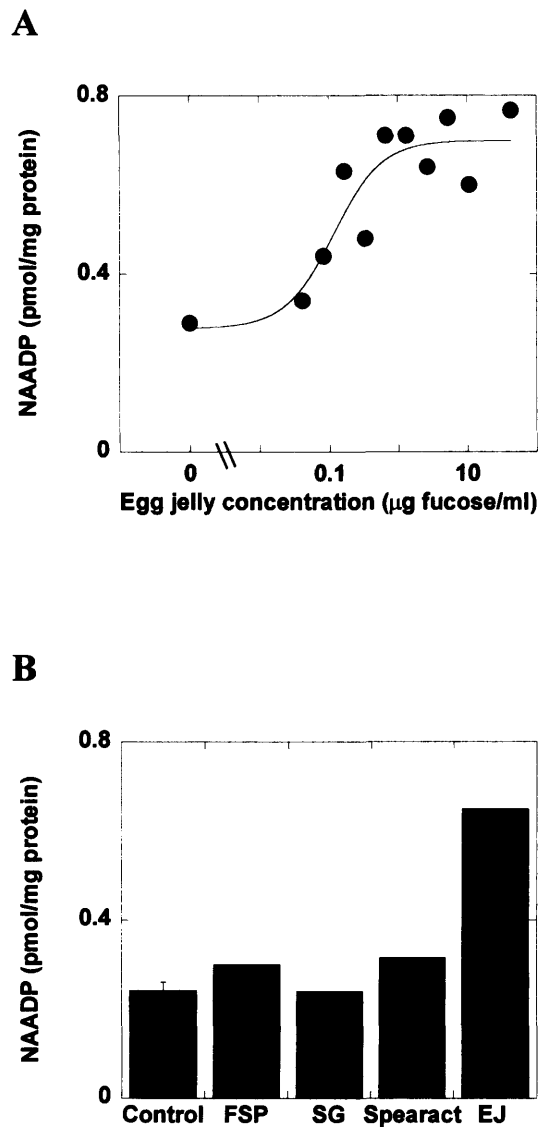 A
NAADP (pmol/mg protein)
0.8
0.4
0
0 0.1 10
Egg jelly concentration (μg fucose/ml)
B
NAADP (pmol/mg protein)
0.8
0.4
0
Control FSP SG Spearact EJ